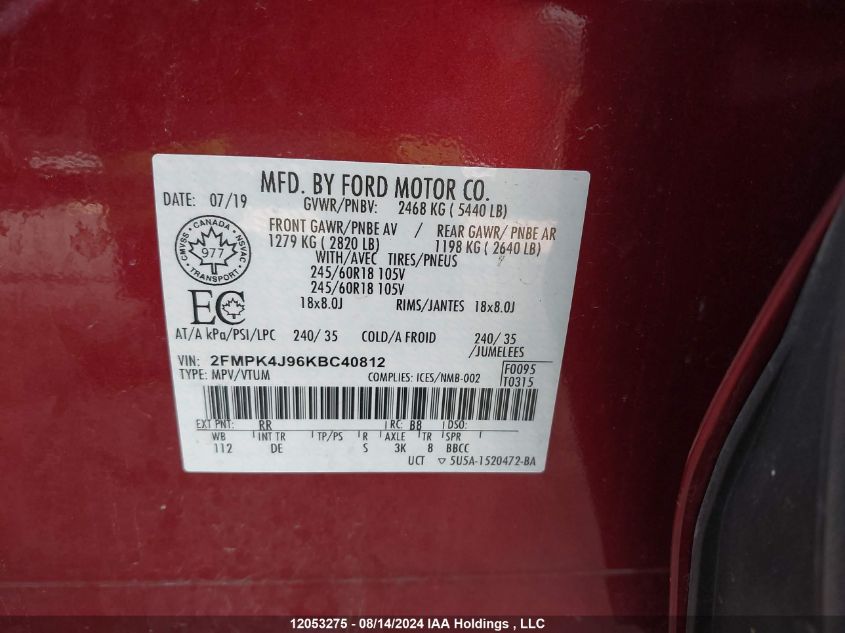 MFD. BY FORD MOTOR CO.
DATE: 07/19
GVWR/PNBV: 2468 KG ( 5440 LB)
FRONT GAWR/PNBE AV / REAR GAWR/ PNBE AR
1279 KG ( 2820 LB) 1198 KG ( 2640 LB)
WITH/AVEC TIRES/PNEUS
245/60R18 105V
245/60R18 105V
18x8.0J RIMS/JANTES 18x8.0J
CMVSS · CANADA · NSVAC
977
TRANSPORT
EC
AT/A kPa/PSI/LPC 240/ 35 COLD/A FROID 240/ 35
/JUMELEES
VIN: 2FMPK4J96KBC40812
TYPE: MPV/VTUM COMPLIES: ICES/NMB-002
F0095
T0315
EXT PNT: RR RC: B8 DSO:
WB INT TR TP/PS R AXLE TR SPR
112 DE S 3K 8 BBCC
UCT ▽ 5U5A-1520472-BA
12053275 - 08/14/2024 IAA Holdings , LLC